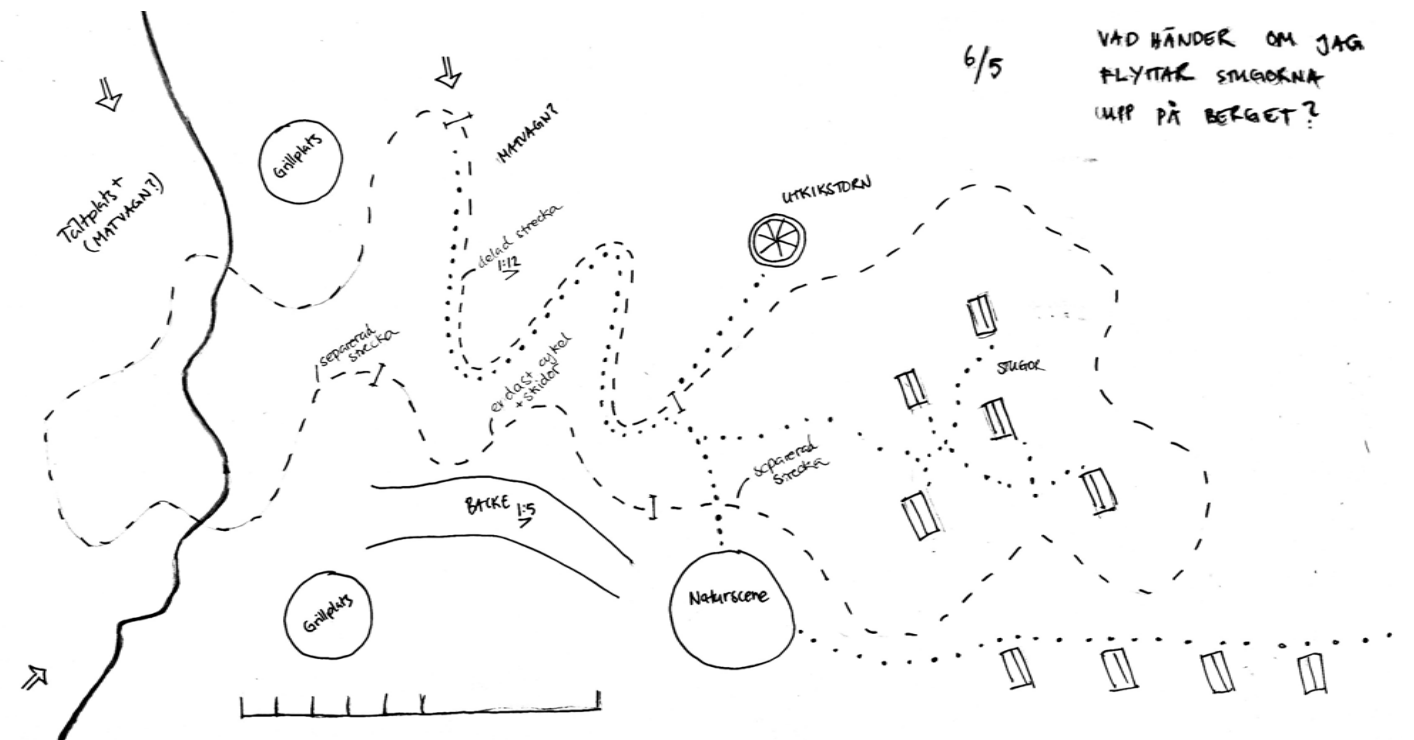 6/5
VAD HÄNDER OM JAG
FLYTTAR STUGORNA
UPP PÅ BERGET?
Grillplats
MATVAGN?
Tältplats +
(MATVAGN?)
UTKIKSTORN
delad sträcka
1:12
separerad
sträcka
endast cykel
+ skidor
STUGOR
separerad
sträcka
BACKE 1:5
Naturscene
Grillplats